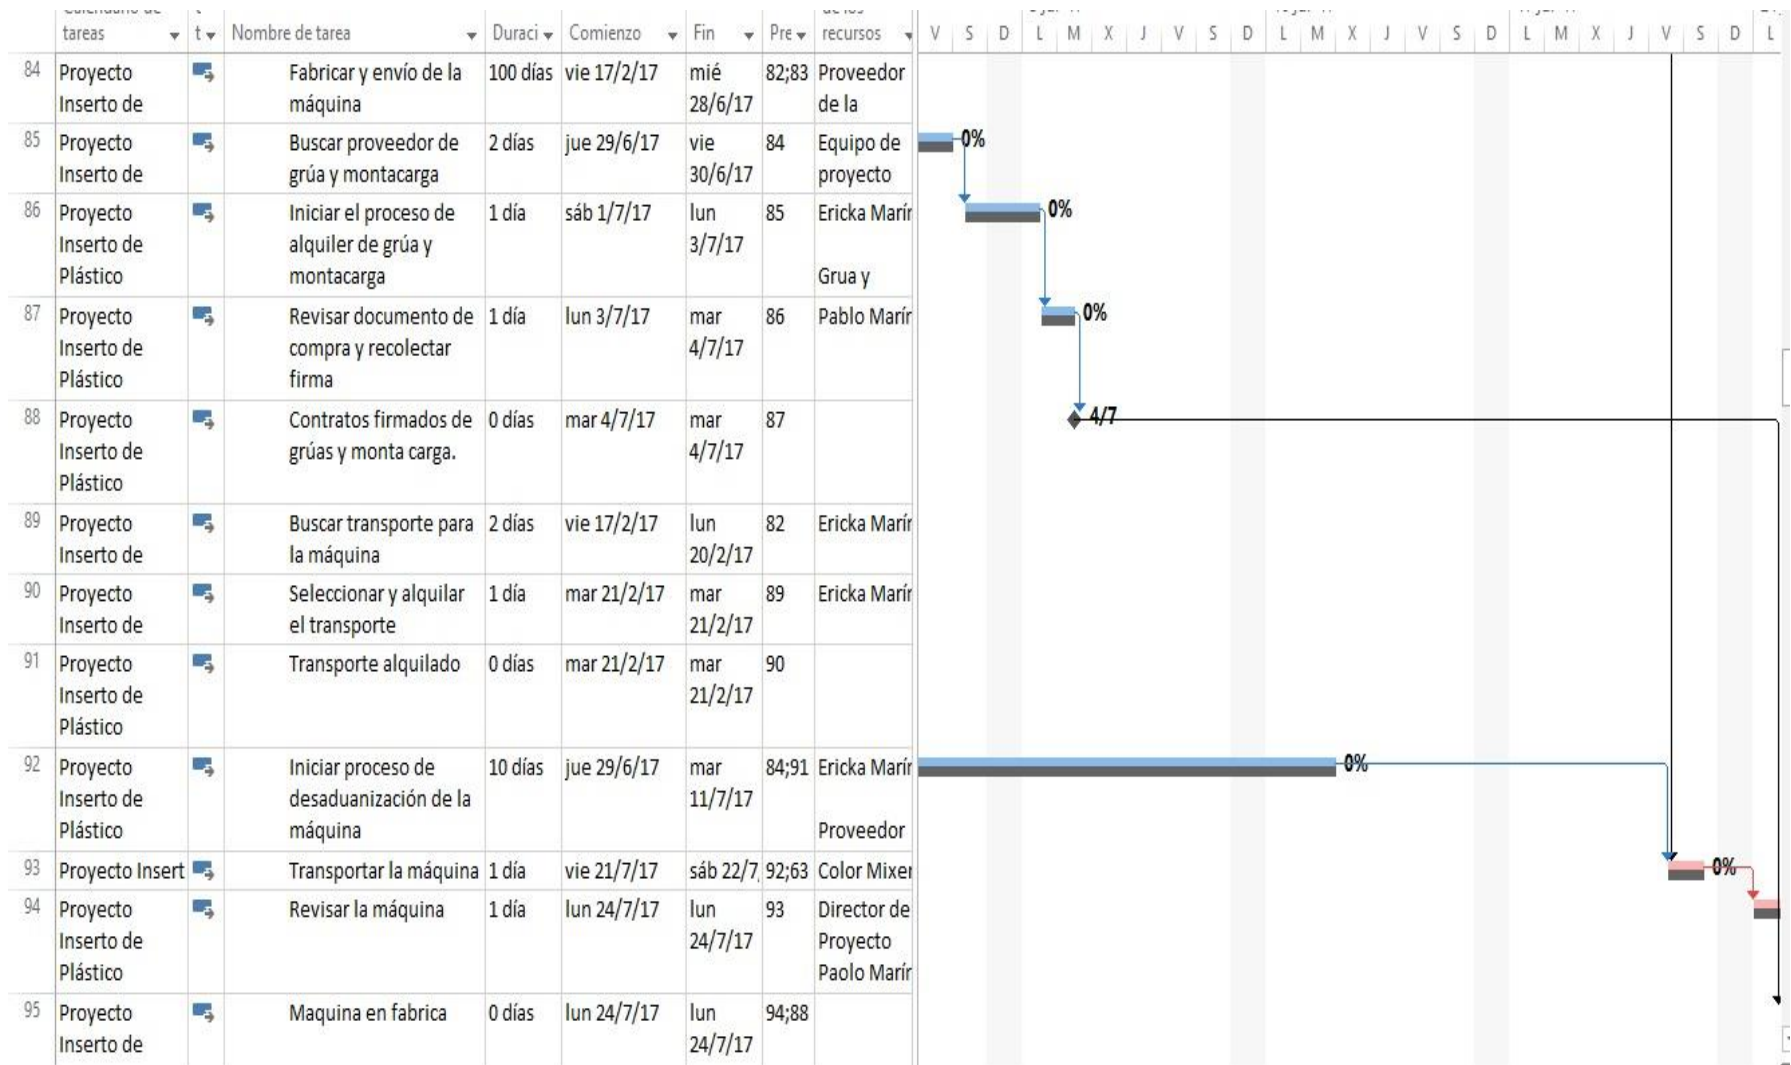 tareas t Nombre de tarea Duraci Comienzo Fin Pre recursos V S D L M X J V S D L M X J V S D L M X J V S D L
84 Proyecto Fabricar y envío de la 100 días vie 17/2/17 mié 82;83 Proveedor
Inserto de máquina 28/6/17 de la
85 Proyecto Buscar proveedor de 2 días jue 29/6/17 vie 84 Equipo de 0%
Inserto de grúa y montacarga 30/6/17 proyecto
86 Proyecto Iniciar el proceso de 1 día sáb 1/7/17 lun 85 Ericka Marín 0%
Inserto de alquiler de grúa y 3/7/17
Plástico montacarga Grua y
87 Proyecto Revisar documento de 1 día lun 3/7/17 mar 86 Pablo Marín 0%
Inserto de compra y recolectar 4/7/17
Plástico firma
88 Proyecto Contratos firmados de 0 días mar 4/7/17 mar 87 4/7
Inserto de grúas y monta carga. 4/7/17
Plástico
89 Proyecto Buscar transporte para 2 días vie 17/2/17 lun 82 Ericka Marín
Inserto de la máquina 20/2/17
90 Proyecto Seleccionar y alquilar 1 día mar 21/2/17 mar 89 Ericka Marín
Inserto de el transporte 21/2/17
91 Proyecto Transporte alquilado 0 días mar 21/2/17 mar 90
Inserto de 21/2/17
Plástico
92 Proyecto Iniciar proceso de 10 días jue 29/6/17 mar 84;91 Ericka Marín 0%
Inserto de desaduanización de la 11/7/17
Plástico máquina Proveedor
93 Proyecto Insert Transportar la máquina 1 día vie 21/7/17 sáb 22/7 92;63 Color Mixer 0%
94 Proyecto Revisar la máquina 1 día lun 24/7/17 lun 93 Director de
Inserto de 24/7/17 Proyecto
Plástico Paolo Marín
95 Proyecto Maquina en fabrica 0 días lun 24/7/17 lun 94;88
Inserto de 24/7/17